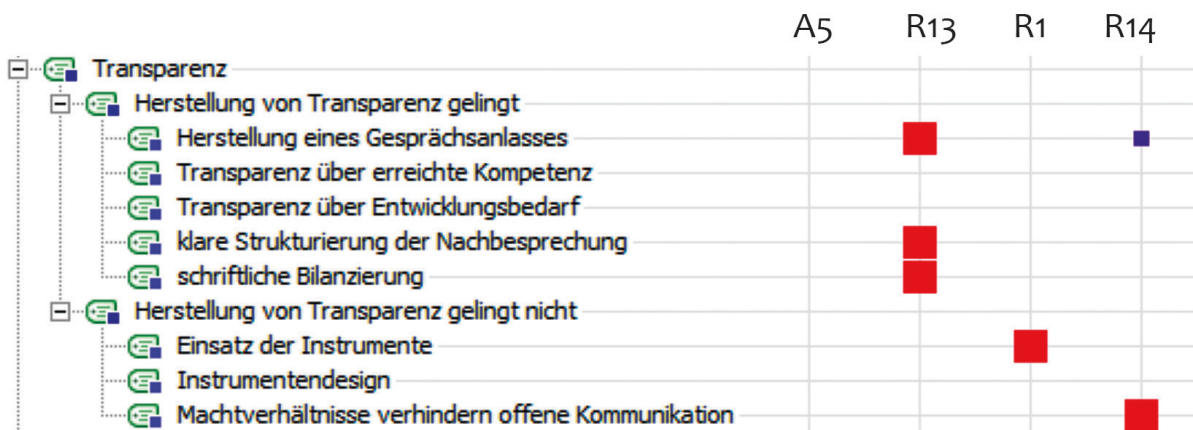 A5 R13 R1 R14
Transparenz
Herstellung von Transparenz gelingt
Herstellung eines Gesprächsanlasses
Transparenz über erreichte Kompetenz
Transparenz über Entwicklungsbedarf
klare Strukturierung der Nachbesprechung
schriftliche Bilanzierung
Herstellung von Transparenz gelingt nicht
Einsatz der Instrumente
Instrumentendesign
Machtverhältnisse verhindern offene Kommunikation